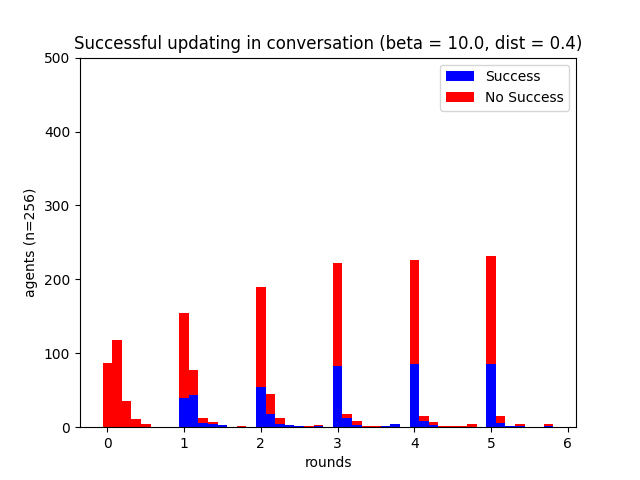 Successful updating in conversation (beta = 10.0, dist = 0.4)
Success
No Success
agents (n=256)
500
400
300
200
100
0
0 1 2 3 4 5 6
rounds